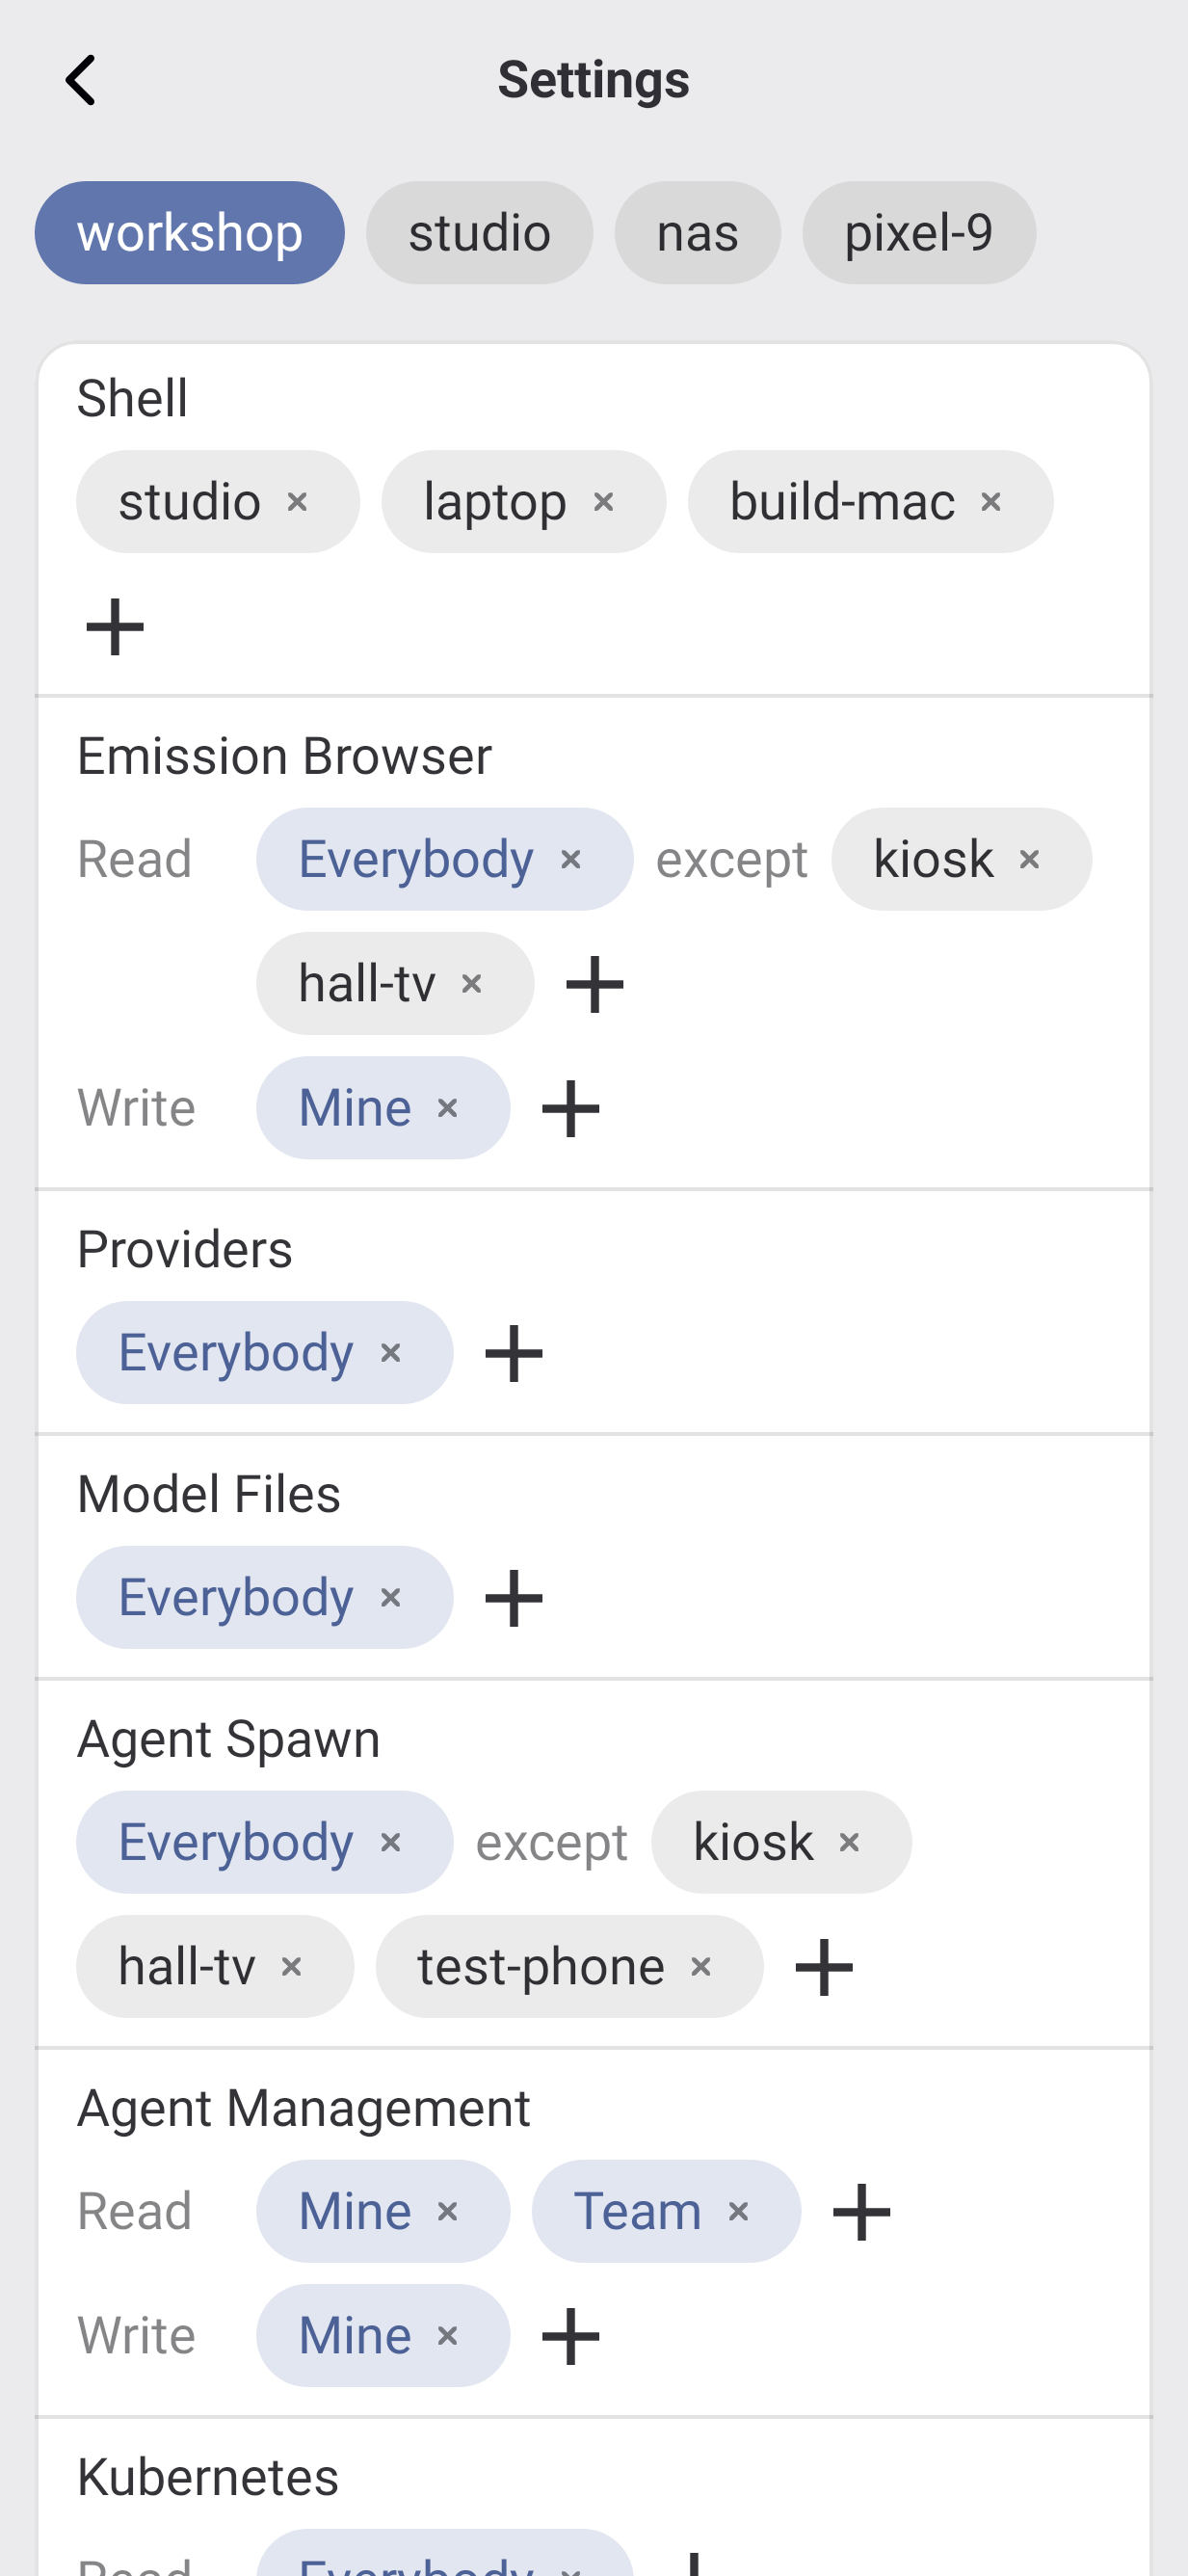 Settings
workshop studio nas pixel-9
Shell
studio × laptop × build-mac ×
+
Emission Browser
Read Everybody × except kiosk ×
hall-tv × +
Write Mine × +
Providers
Everybody × +
Model Files
Everybody × +
Agent Spawn
Everybody × except kiosk ×
hall-tv × test-phone × +
Agent Management
Read Mine × Team × +
Write Mine × +
Kubernetes
Read Everybody × +